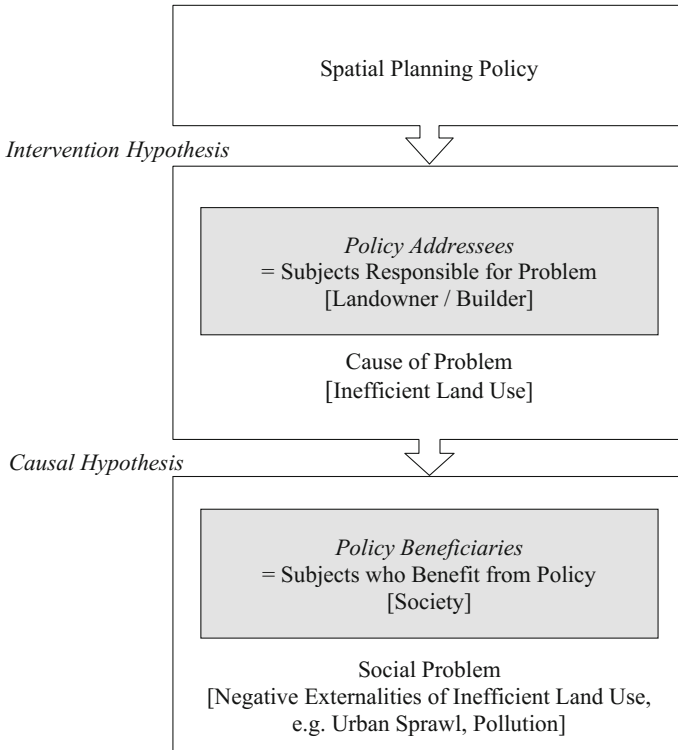 Spatial Planning Policy
Intervention Hypothesis
Policy Addressees
= Subjects Responsible for Problem
[Landowner / Builder]
Cause of Problem
[Inefficient Land Use]
Causal Hypothesis
Policy Beneficiaries
= Subjects who Benefit from Policy
[Society]
Social Problem
[Negative Externalities of Inefficient Land Use,
e.g. Urban Sprawl, Pollution]